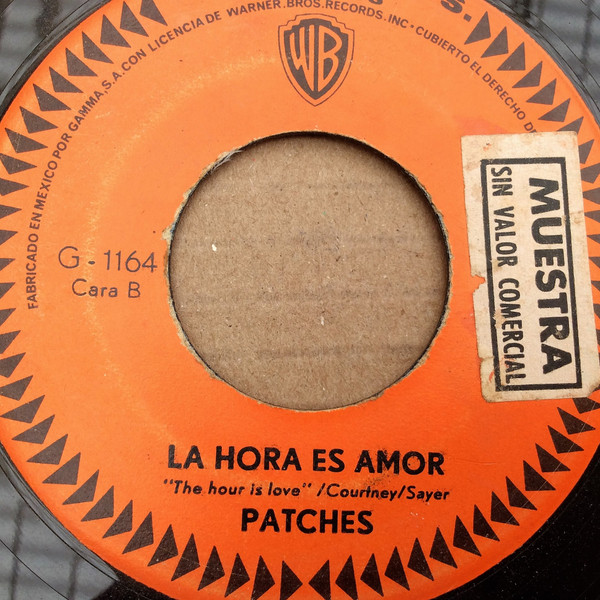 FABRICADO EN MEXICO POR GAMMA, S.A. CON LICENCIA DE WARNER BROS. RECORDS, INC. · CUBIERTO EL DERECHO DE
WB
G - 1164
Cara B
MUESTRA
SIN VALOR COMERCIAL
LA HORA ES AMOR
"The hour is love" /Courtney/Sayer
PATCHES